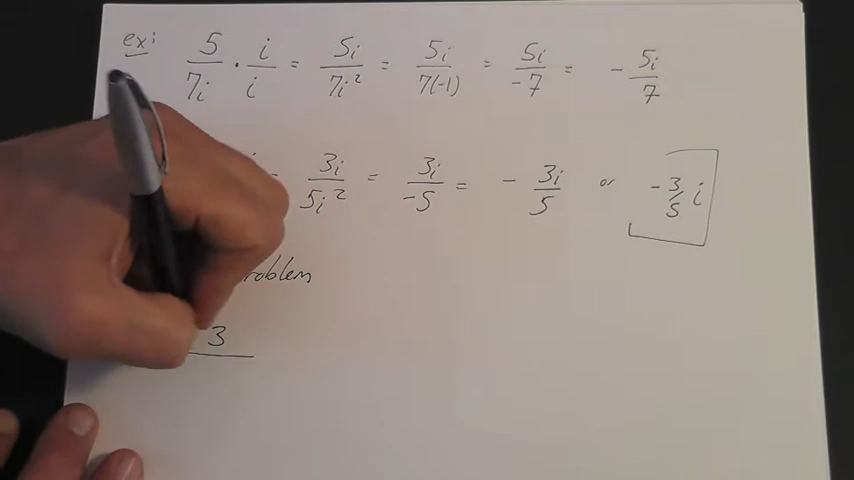 ex: 5/7i · i/i = 5i/7i² = 5i/7(-1) = 5i/-7 = - 5i/7
= 3i/5i² = 3i/-5 = - 3i/5 or -3/5 i
problem
3